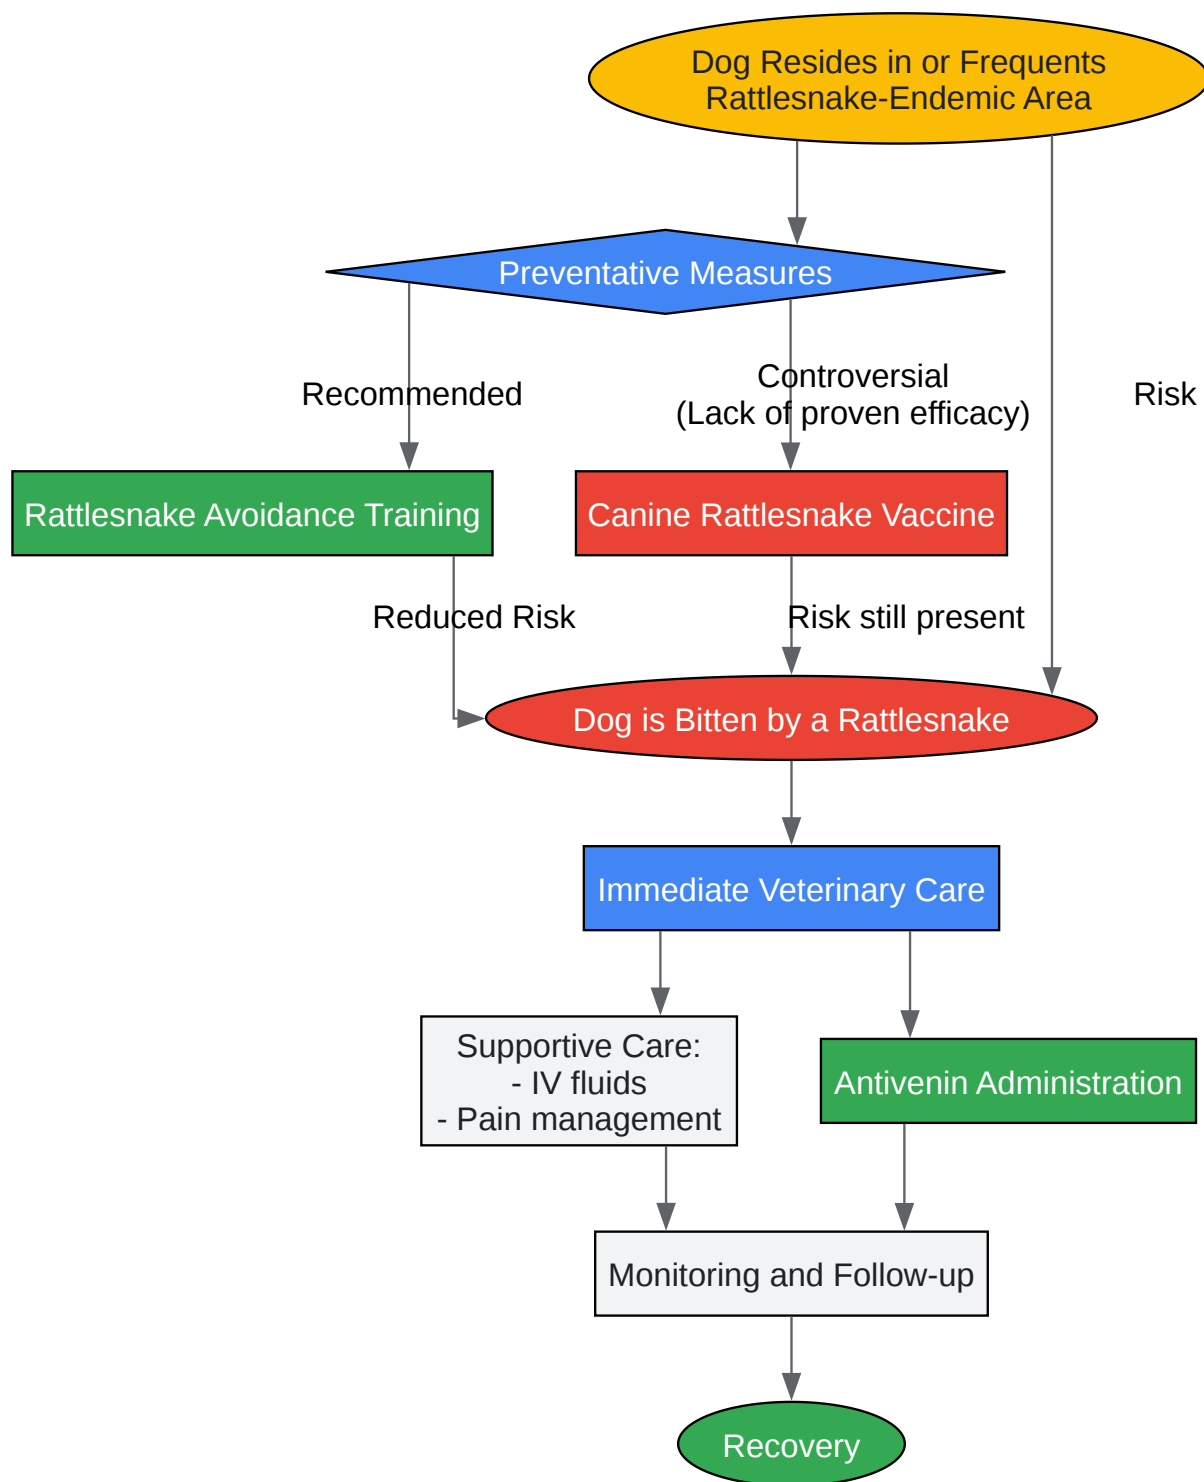 Dog Resides in or Frequents
Rattlesnake-Endemic Area
Preventative Measures
Recommended
Controversial
(Lack of proven efficacy)
Risk
Rattlesnake Avoidance Training
Canine Rattlesnake Vaccine
Reduced Risk
Risk still present
Dog is Bitten by a Rattlesnake
Immediate Veterinary Care
Supportive Care:
- IV fluids
- Pain management
Antivenin Administration
Monitoring and Follow-up
Recovery